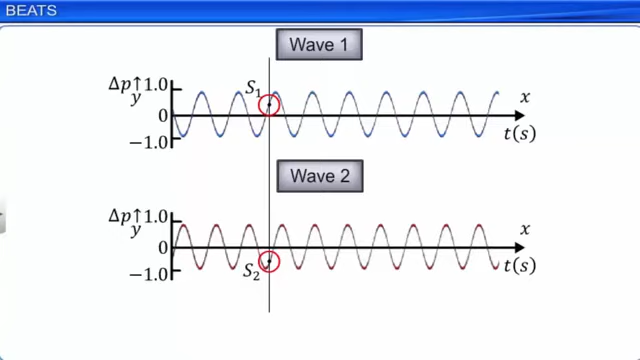 BEATS
Wave 1
S₁
Δp↑1.0
y
0
−1.0
x
t(s)
Wave 2
Δp↑1.0
y
0
−1.0
S₂
x
t(s)